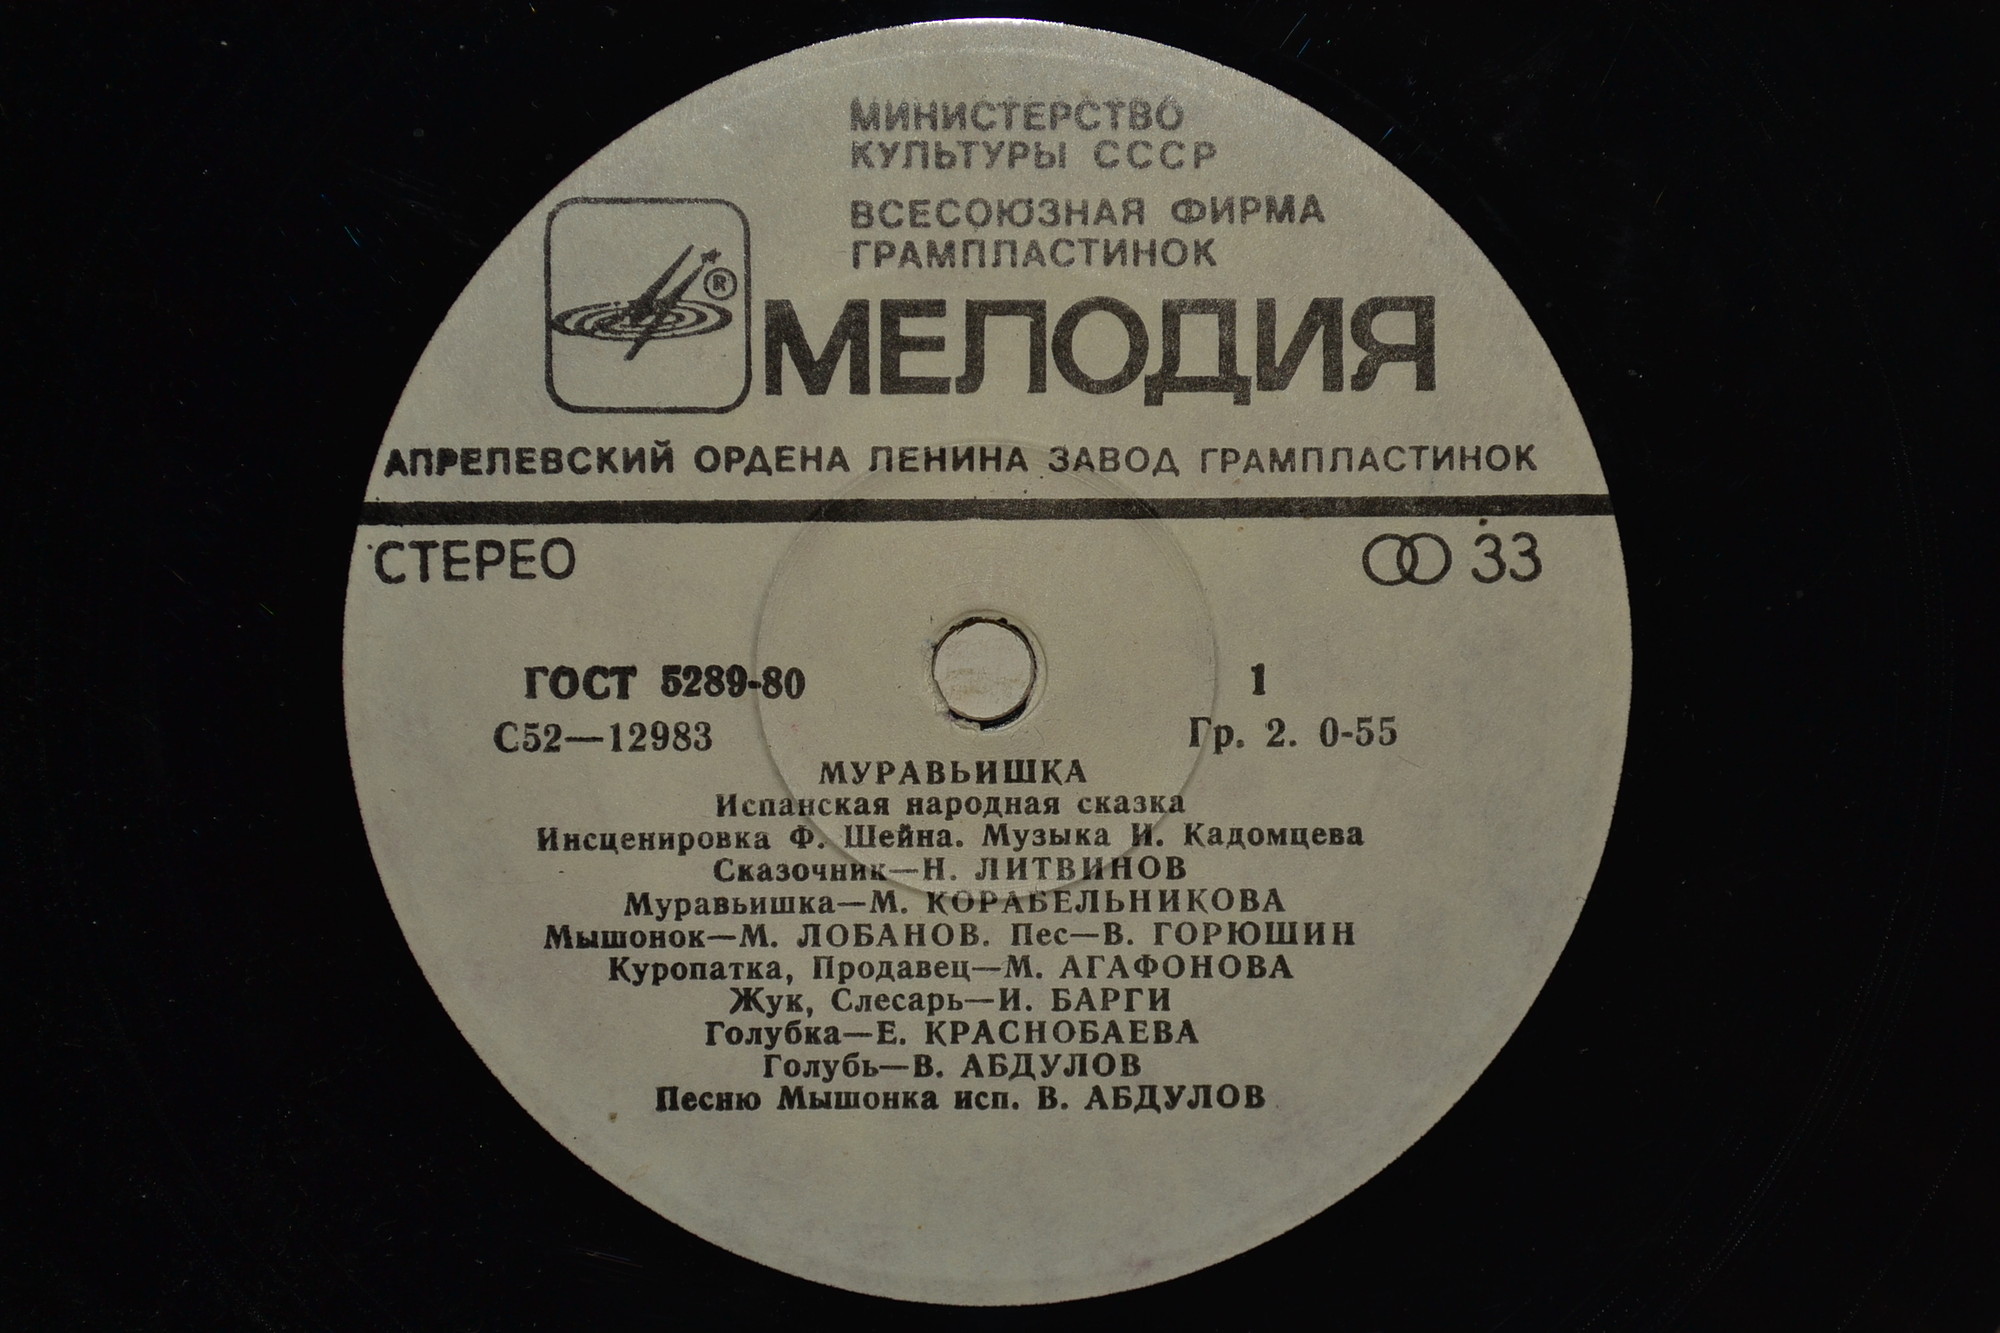 МИНИСТЕРСТВО
КУЛЬТУРЫ СССР
ВСЕСОЮЗНАЯ ФИРМА
ГРАМПЛАСТИНОК
®
МЕЛОДИЯ
АПРЕЛЕВСКИЙ ОРДЕНА ЛЕНИНА ЗАВОД ГРАМПЛАСТИНОК
СТЕРЕО 33
ГОСТ 5289-80 1
С52—12983 Гр. 2. 0-55
МУРАВЬИШКА
Испанская народная сказка
Инсценировка Ф. Шейна. Музыка И. Кадомцева
Сказочник—Н. ЛИТВИНОВ
Муравьишка—М. КОРАБЕЛЬНИКОВА
Мышонок—М. ЛОБАНОВ. Пес—В. ГОРЮШИН
Куропатка, Продавец—М. АГАФОНОВА
Жук, Слесарь—И. БАРГИ
Голубка—Е. КРАСНОБАЕВА
Голубь—В. АБДУЛОВ
Песню Мышонка исп. В. АБДУЛОВ